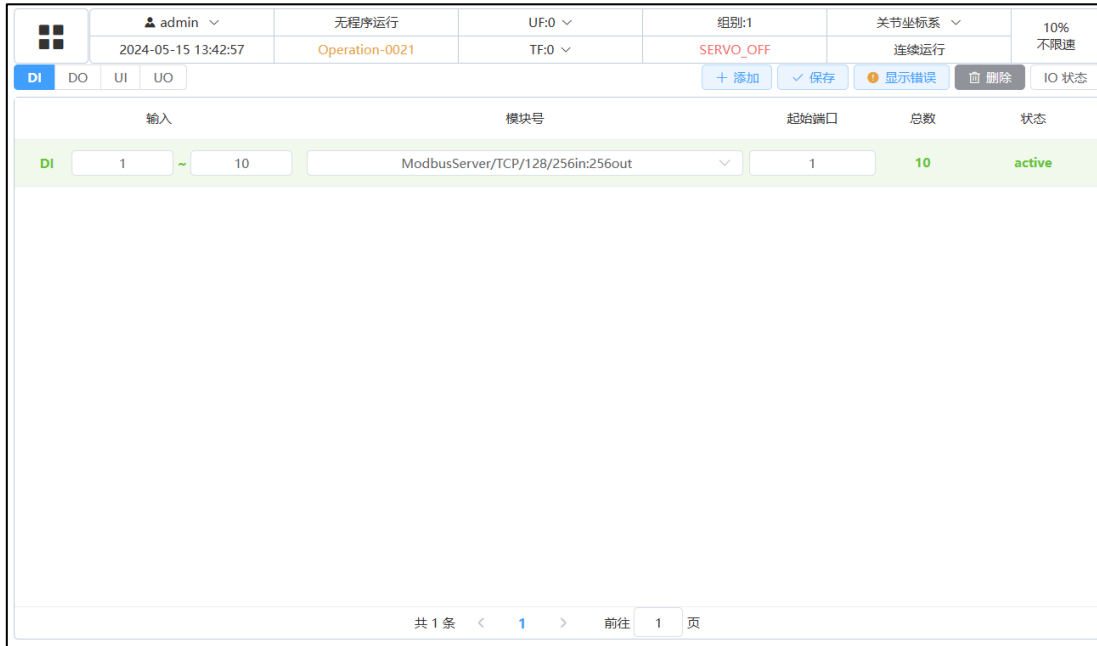 admin 无程序运行 UF:0 组别:1 关节坐标系 10%
不限速
2024-05-15 13:42:57 Operation-0021 TF:0 SERVO_OFF 连续运行
DI DO UI UO + 添加 保存 显示错误 删除 IO 状态
输入 模块号 起始端口 总数 状态
DI 1 ~ 10 ModbusServer/TCP/128/256in:256out 1 10 active
共 1 条 < 1 > 前往 1 页